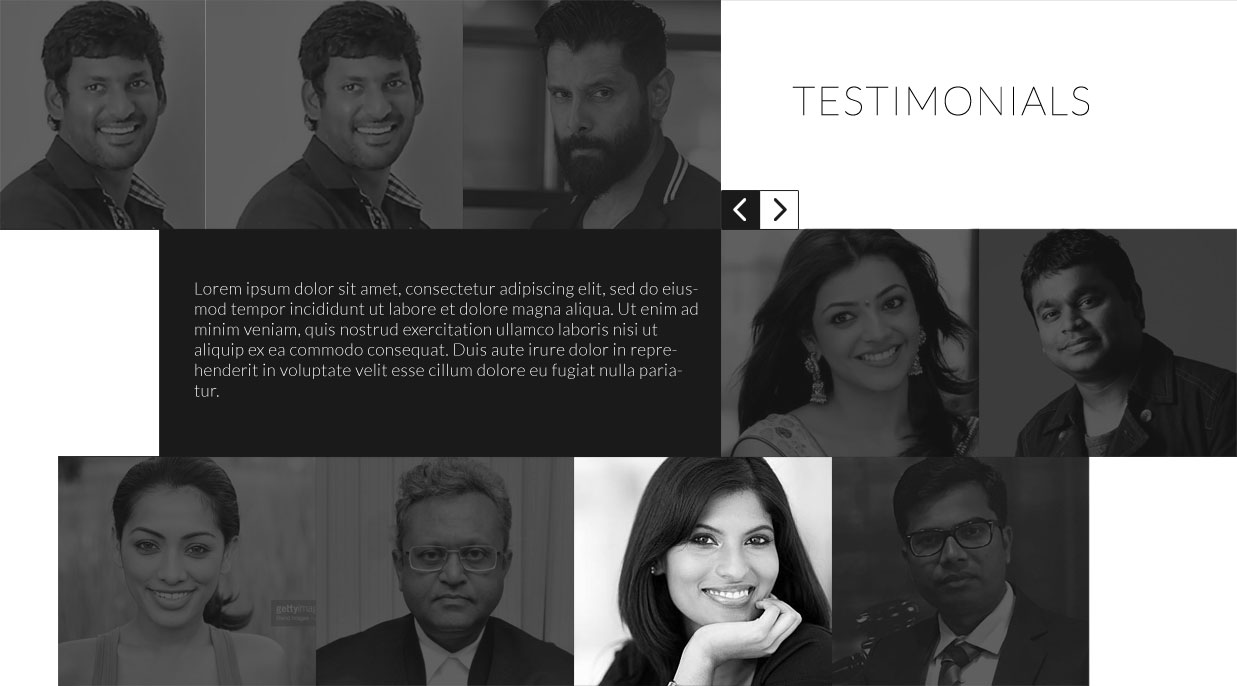 TESTIMONIALS
Lorem ipsum dolor sit amet, consectetur adipiscing elit, sed do eius-
mod tempor incididunt ut labore et dolore magna aliqua. Ut enim ad
minim veniam, quis nostrud exercitation ullamco laboris nisi ut
aliquip ex ea commodo consequat. Duis aute irure dolor in repre-
henderit in voluptate velit esse cillum dolore eu fugiat nulla paria-
tur.
gettyimag